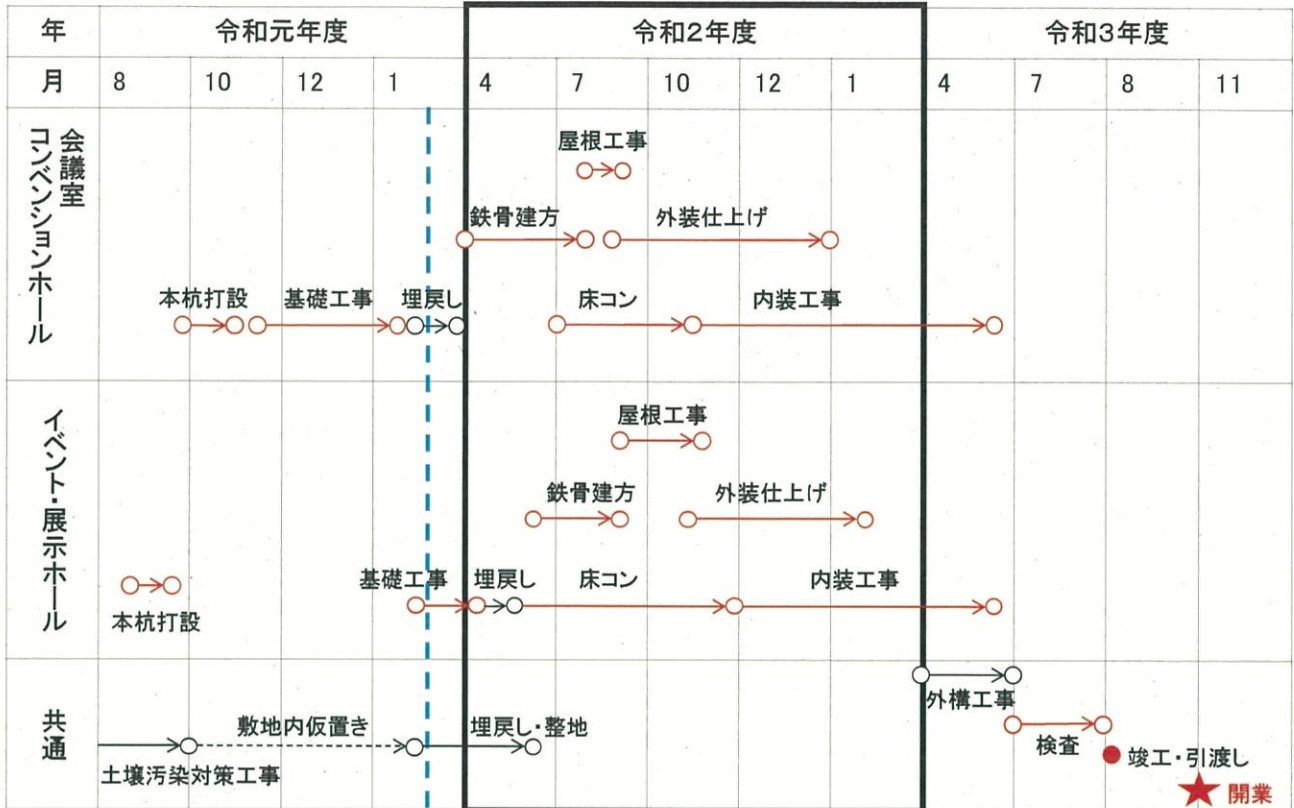 年 令和元年度 令和2年度 令和3年度
月 8 10 12 1 4 7 10 12 1 4 7 8 11
会議室
コンベンションホール
屋根工事
鉄骨建方 外装仕上げ
本杭打設 基礎工事 埋戻し 床コン 内装工事
イベント・展示ホール
屋根工事
鉄骨建方 外装仕上げ
基礎工事 埋戻し 床コン 内装工事
本杭打設
共通
外構工事
敷地内仮置き 埋戻し・整地
検査
土壌汚染対策工事
竣工・引渡し
開業